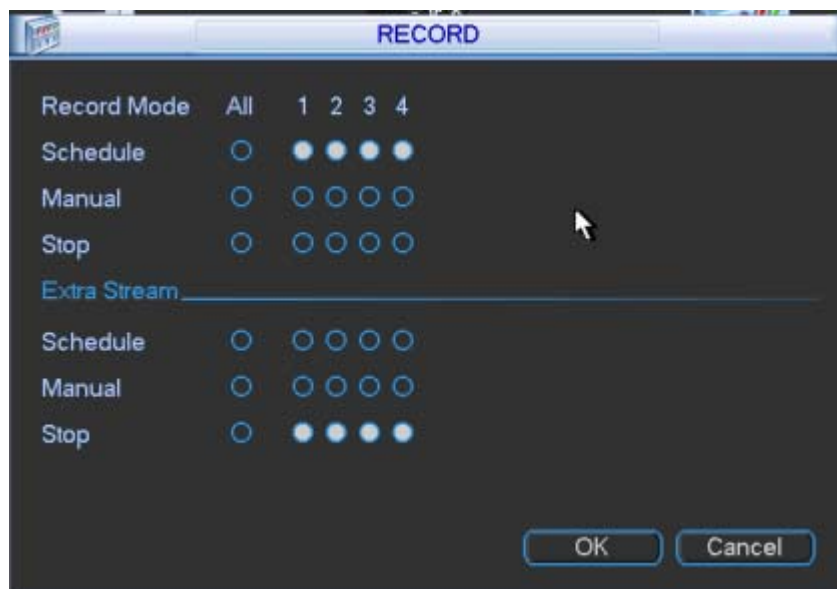 RECORD
Record Mode All 1 2 3 4
Schedule
Manual
Stop
Extra Stream
Schedule
Manual
Stop
OK Cancel